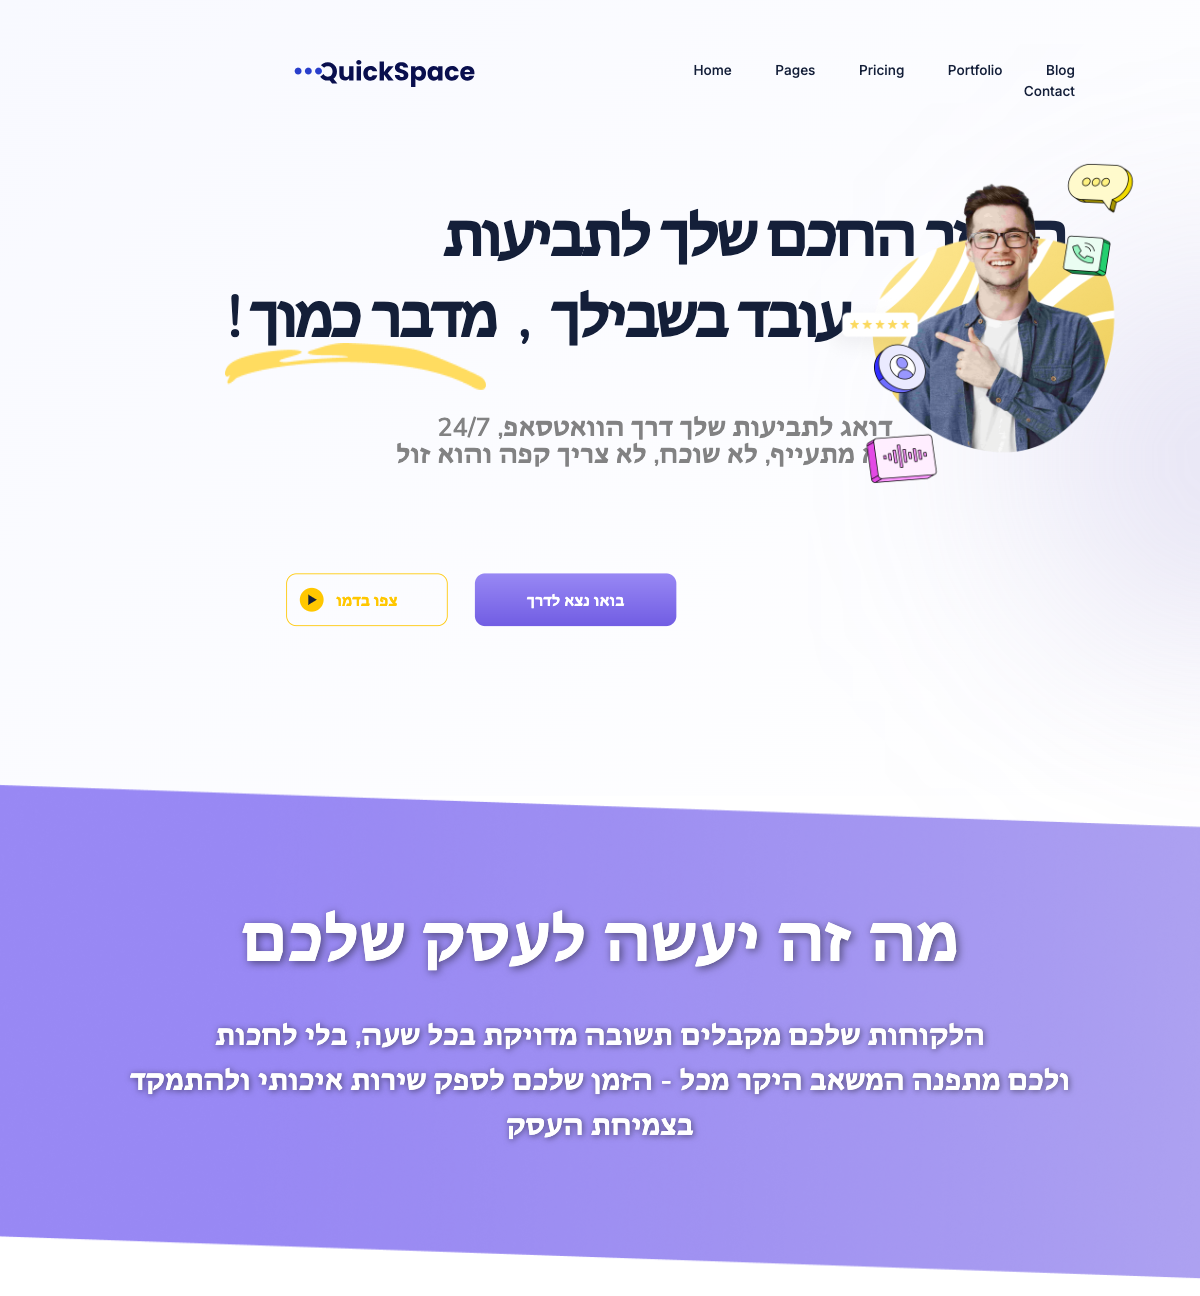 QuickSpace
Home Pages Pricing Portfolio Blog
Contact
החכם שלך לתביעות
עובד בשבילך , מדבר כמוך!
דואג לתביעות שלך דרך הוואטסאפ, 24/7
מתעייף, לא שוכח, לא צריך קפה והוא זול
צפו בדמו
בואו נצא לדרך
מה זה יעשה לעסק שלכם
הלקוחות שלכם מקבלים תשובה מדויקת בכל שעה, בלי לחכות
ולכם מתפנה המשאב היקר מכל - הזמן שלכם לספק שירות איכותי ולהתמקד
בצמיחת העסק